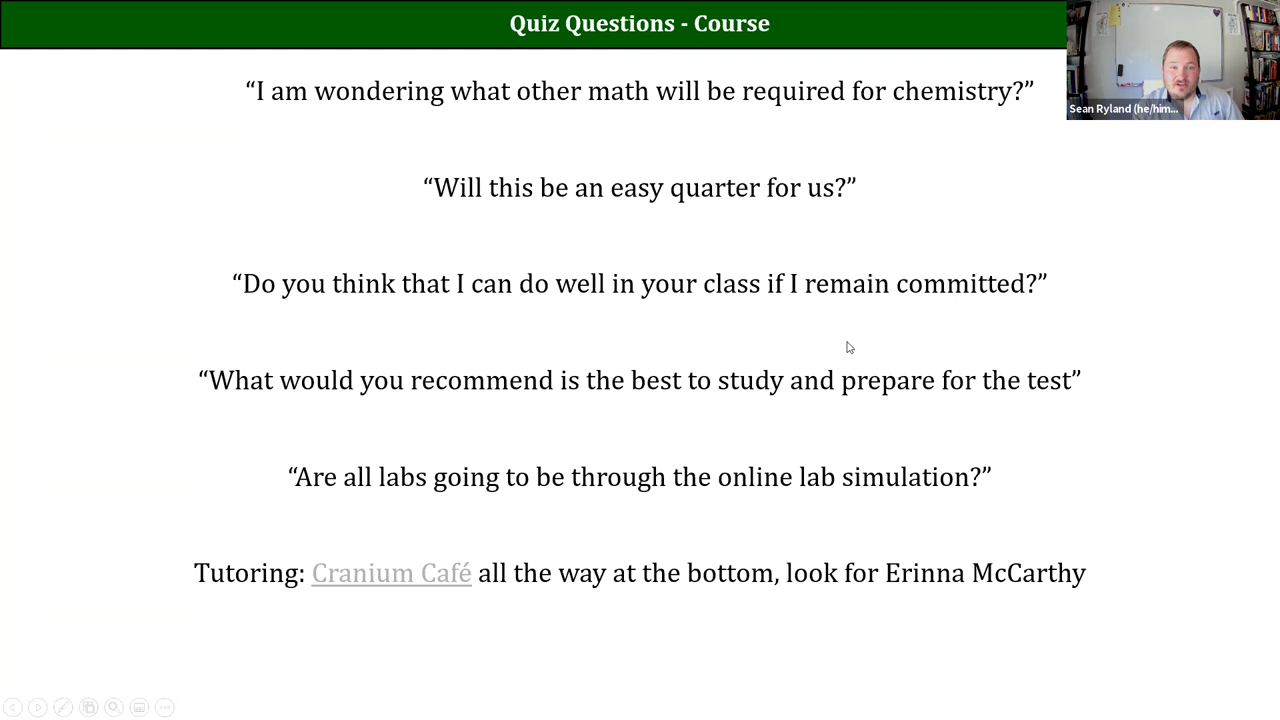 Quiz Questions - Course
Sean Ryland (he/him...
“I am wondering what other math will be required for chemistry?”
“Will this be an easy quarter for us?”
“Do you think that I can do well in your class if I remain committed?”
“What would you recommend is the best to study and prepare for the test”
“Are all labs going to be through the online lab simulation?”
Tutoring: Cranium Café all the way at the bottom, look for Erinna McCarthy